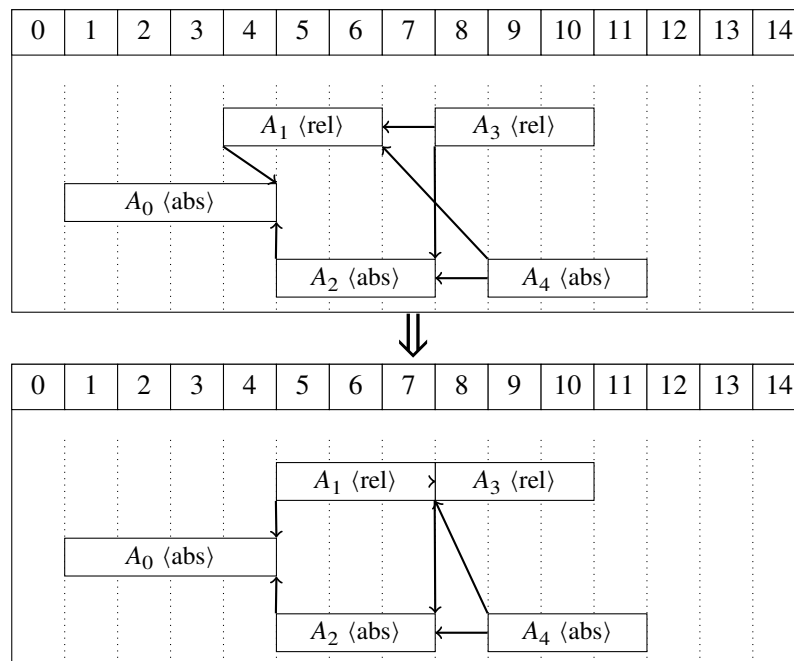 0 1 2 3 4 5 6 7 8 9 10 11 12 13 14
A₁ ⟨rel⟩ A₃ ⟨rel⟩
A₀ ⟨abs⟩
A₂ ⟨abs⟩ A₄ ⟨abs⟩
0 1 2 3 4 5 6 7 8 9 10 11 12 13 14
A₁ ⟨rel⟩ A₃ ⟨rel⟩
A₀ ⟨abs⟩
A₂ ⟨abs⟩ A₄ ⟨abs⟩